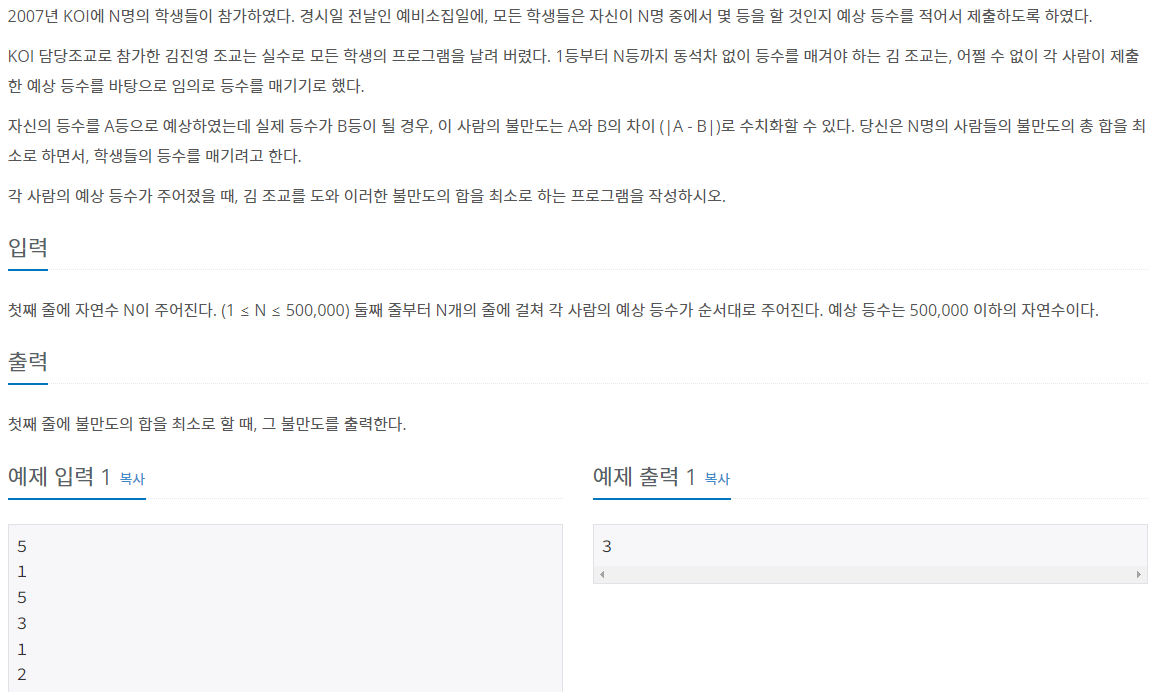 2007년 KOI에 N명의 학생들이 참가하였다. 경시일 전날인 예비소집일에, 모든 학생들은 자신이 N명 중에서 몇 등을 할 것인지 예상 등수를 적어서 제출하도록 하였다.
KOI 담당조교로 참가한 김진영 조교는 실수로 모든 학생의 프로그램을 날려 버렸다. 1등부터 N등까지 동석차 없이 등수를 매겨야 하는 김 조교는, 어쩔 수 없이 각 사람이 제출
한 예상 등수를 바탕으로 임의로 등수를 매기기로 했다.
자신의 등수를 A등으로 예상하였는데 실제 등수가 B등이 될 경우, 이 사람의 불만도는 A와 B의 차이 (|A - B|)로 수치화할 수 있다. 당신은 N명의 사람들의 불만도의 총 합을 최
소로 하면서, 학생들의 등수를 매기려고 한다.
각 사람의 예상 등수가 주어졌을 때, 김 조교를 도와 이러한 불만도의 합을 최소로 하는 프로그램을 작성하시오.
입력
첫째 줄에 자연수 N이 주어진다. (1 ≤ N ≤ 500,000) 둘째 줄부터 N개의 줄에 걸쳐 각 사람의 예상 등수가 순서대로 주어진다. 예상 등수는 500,000 이하의 자연수이다.
출력
첫째 줄에 불만도의 합을 최소로 할 때, 그 불만도를 출력한다.
예제 입력 1 복사
5
1
5
3
1
2
예제 출력 1 복사
3